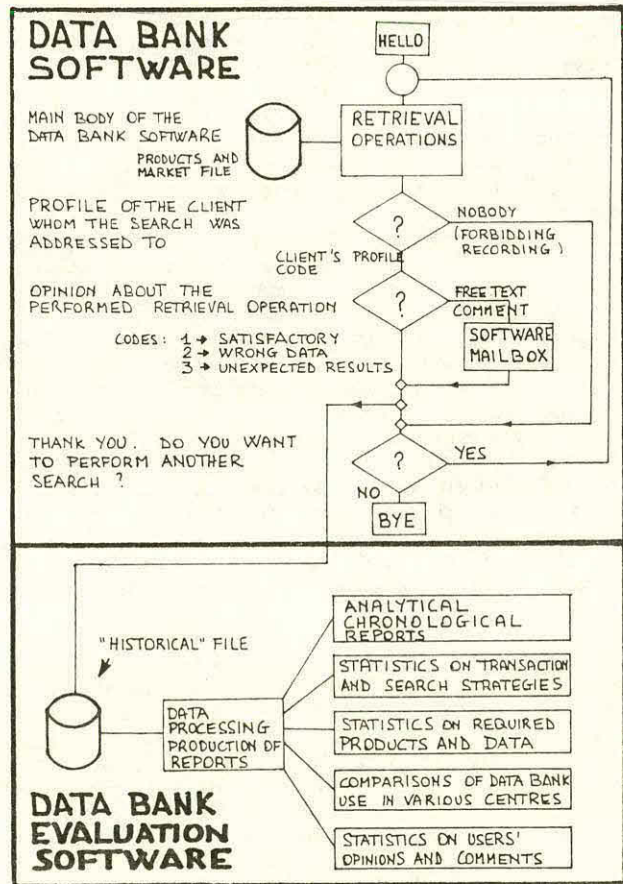 DATA BANK
SOFTWARE
HELLO
MAIN BODY OF THE
DATA BANK SOFTWARE
PRODUCTS AND
MARKET FILE
RETRIEVAL
OPERATIONS
PROFILE OF THE CLIENT
WHOM THE SEARCH WAS
ADDRESSED TO
?
NOBODY
(FORBIDDING
RECORDING)
CLIENT'S PROFILE
CODE
OPINION ABOUT THE
PERFORMED RETRIEVAL OPERATION
?
FREE TEXT
COMMENT
SOFTWARE
MAILBOX
CODES: 1 → SATISFACTORY
2 → WRONG DATA
3 → UNEXPECTED RESULTS
THANK YOU. DO YOU WANT
TO PERFORM ANOTHER
SEARCH ?
?
YES
NO
BYE
"HISTORICAL" FILE
DATA
PROCESSING
PRODUCTION OF
REPORTS
ANALYTICAL
CHRONOLOGICAL
REPORTS
STATISTICS ON TRANSACTION
AND SEARCH STRATEGIES
STATISTICS ON REQUIRED
PRODUCTS AND DATA
COMPARISONS OF DATA BANK
USE IN VARIOUS CENTRES
STATISTICS ON USERS'
OPINIONS AND COMMENTS
DATA BANK
EVALUATION
SOFTWARE